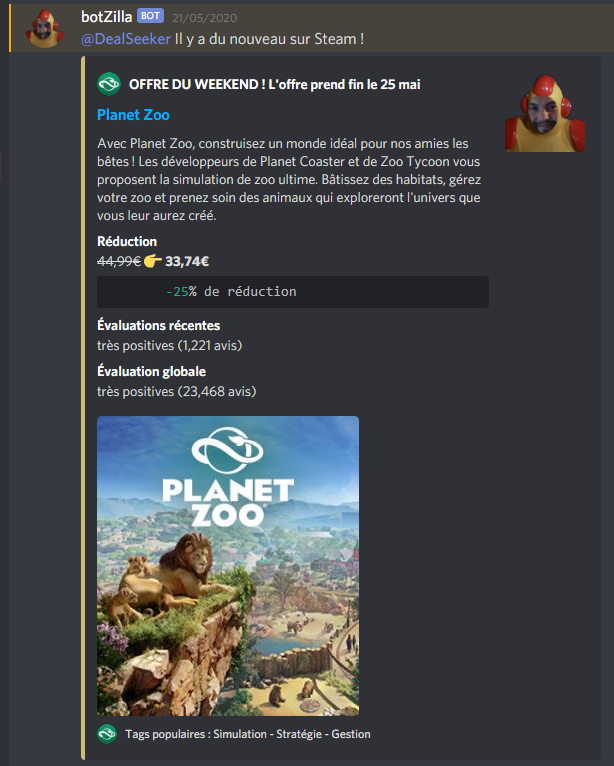 botZilla BOT 21/05/2020
@DealSeeker Il y a du nouveau sur Steam !
OFFRE DU WEEKEND ! L'offre prend fin le 25 mai
Planet Zoo
Avec Planet Zoo, construisez un monde idéal pour nos amies les
bêtes ! Les développeurs de Planet Coaster et de Zoo Tycoon vous
proposent la simulation de zoo ultime. Bâtissez des habitats, gérez
votre zoo et prenez soin des animaux qui exploreront l'univers que
vous leur aurez créé.
Réduction
44,99€ 👉 33,74€
-25% de réduction
Évaluations récentes
très positives (1,221 avis)
Évaluation globale
très positives (23,468 avis)
PLANET
ZOO
Tags populaires : Simulation - Stratégie - Gestion